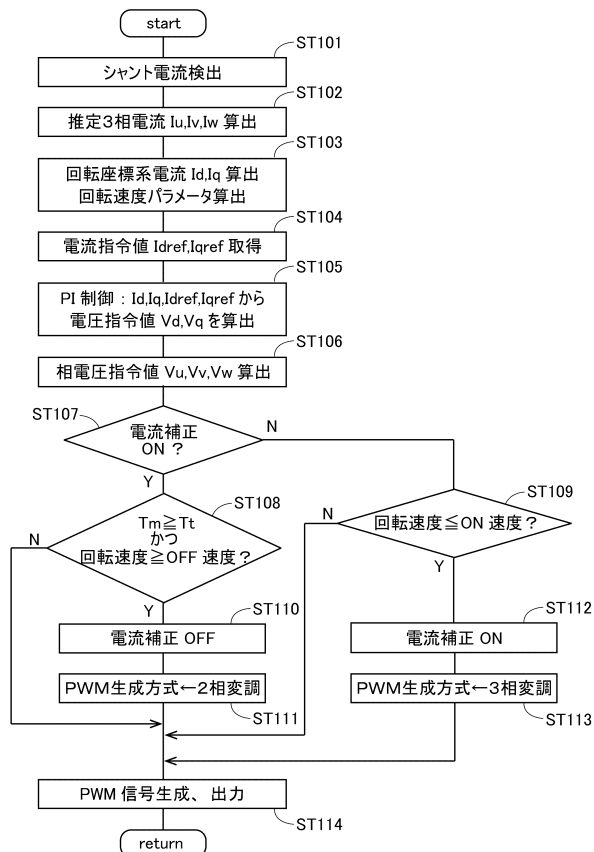 start
ST101
シャント電流検出
ST102
推定3相電流 Iu,Iv,Iw 算出
ST103
回転座標系電流 Id,Iq 算出
回転速度パラメータ算出
ST104
電流指令値 Idref,Iqref 取得
ST105
PI 制御：Id,Iq,Idref,Iqref から
電圧指令値 Vd,Vq を算出
ST106
相電圧指令値 Vu,Vv,Vw 算出
ST107
電流補正
ON ？
N
Y
ST108
Tm≧Tt
かつ
回転速度≧OFF 速度？
N
Y
ST109
回転速度≦ON 速度？
N
Y
ST110
電流補正 OFF
PWM生成方式←2相変調
ST111
ST112
電流補正 ON
PWM生成方式←3相変調
ST113
PWM 信号生成、出力
ST114
return